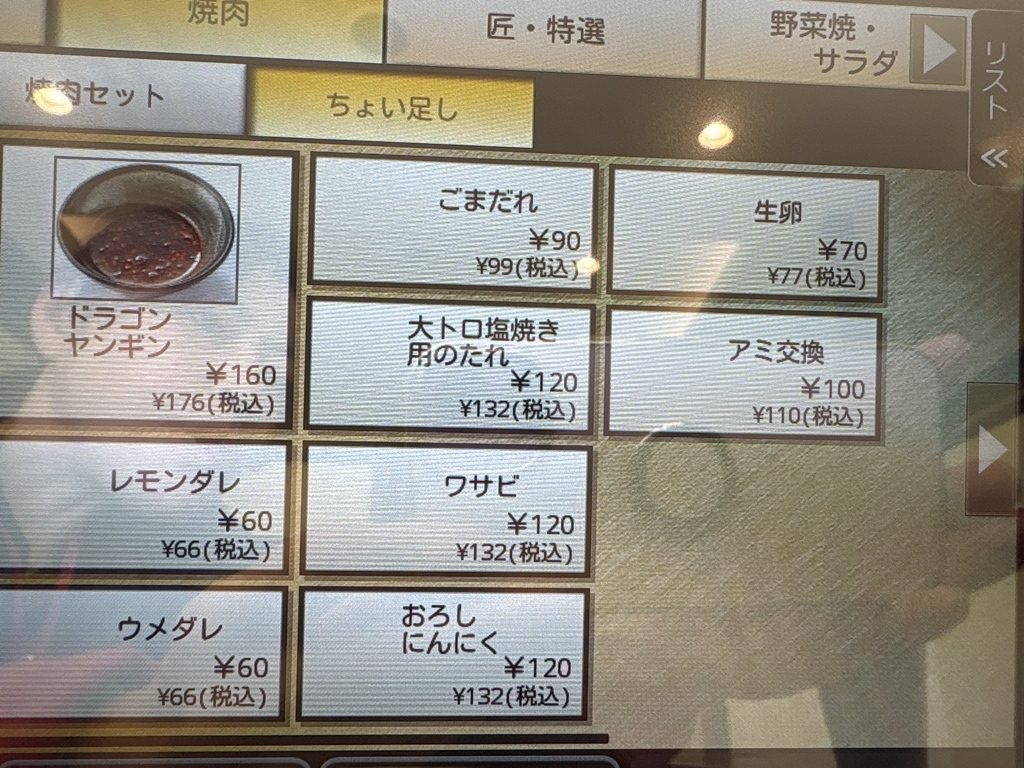 焼肉
匠・特選
野菜焼・
サラダ
リスト
焼肉セット
ちょい足し
ドラゴン
ヤンギン
¥160
¥176(税込)
ごまだれ
¥90
¥99(税込)
生卵
¥70
¥77(税込)
大トロ塩焼き
用のたれ
¥120
¥132(税込)
アミ交換
¥100
¥110(税込)
レモンダレ
¥60
¥66(税込)
ワサビ
¥120
¥132(税込)
ウメダレ
¥60
¥66(税込)
おろし
にんにく
¥120
¥132(税込)